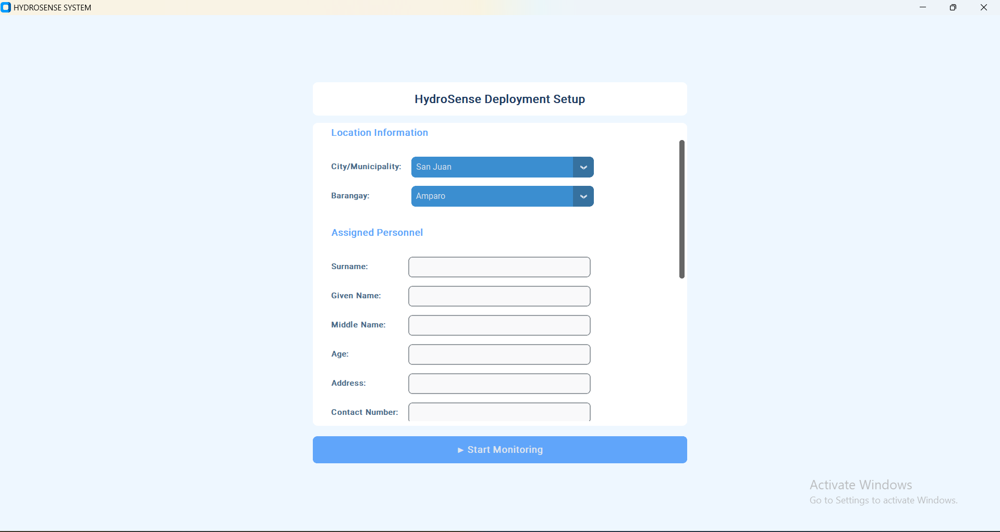 HYDROSENSE SYSTEM
HydroSense Deployment Setup
Location Information
City/Municipality: San Juan
Barangay: Amparo
Assigned Personnel
Surname:
Given Name:
Middle Name:
Age:
Address:
Contact Number:
► Start Monitoring
Activate Windows
Go to Settings to activate Windows.